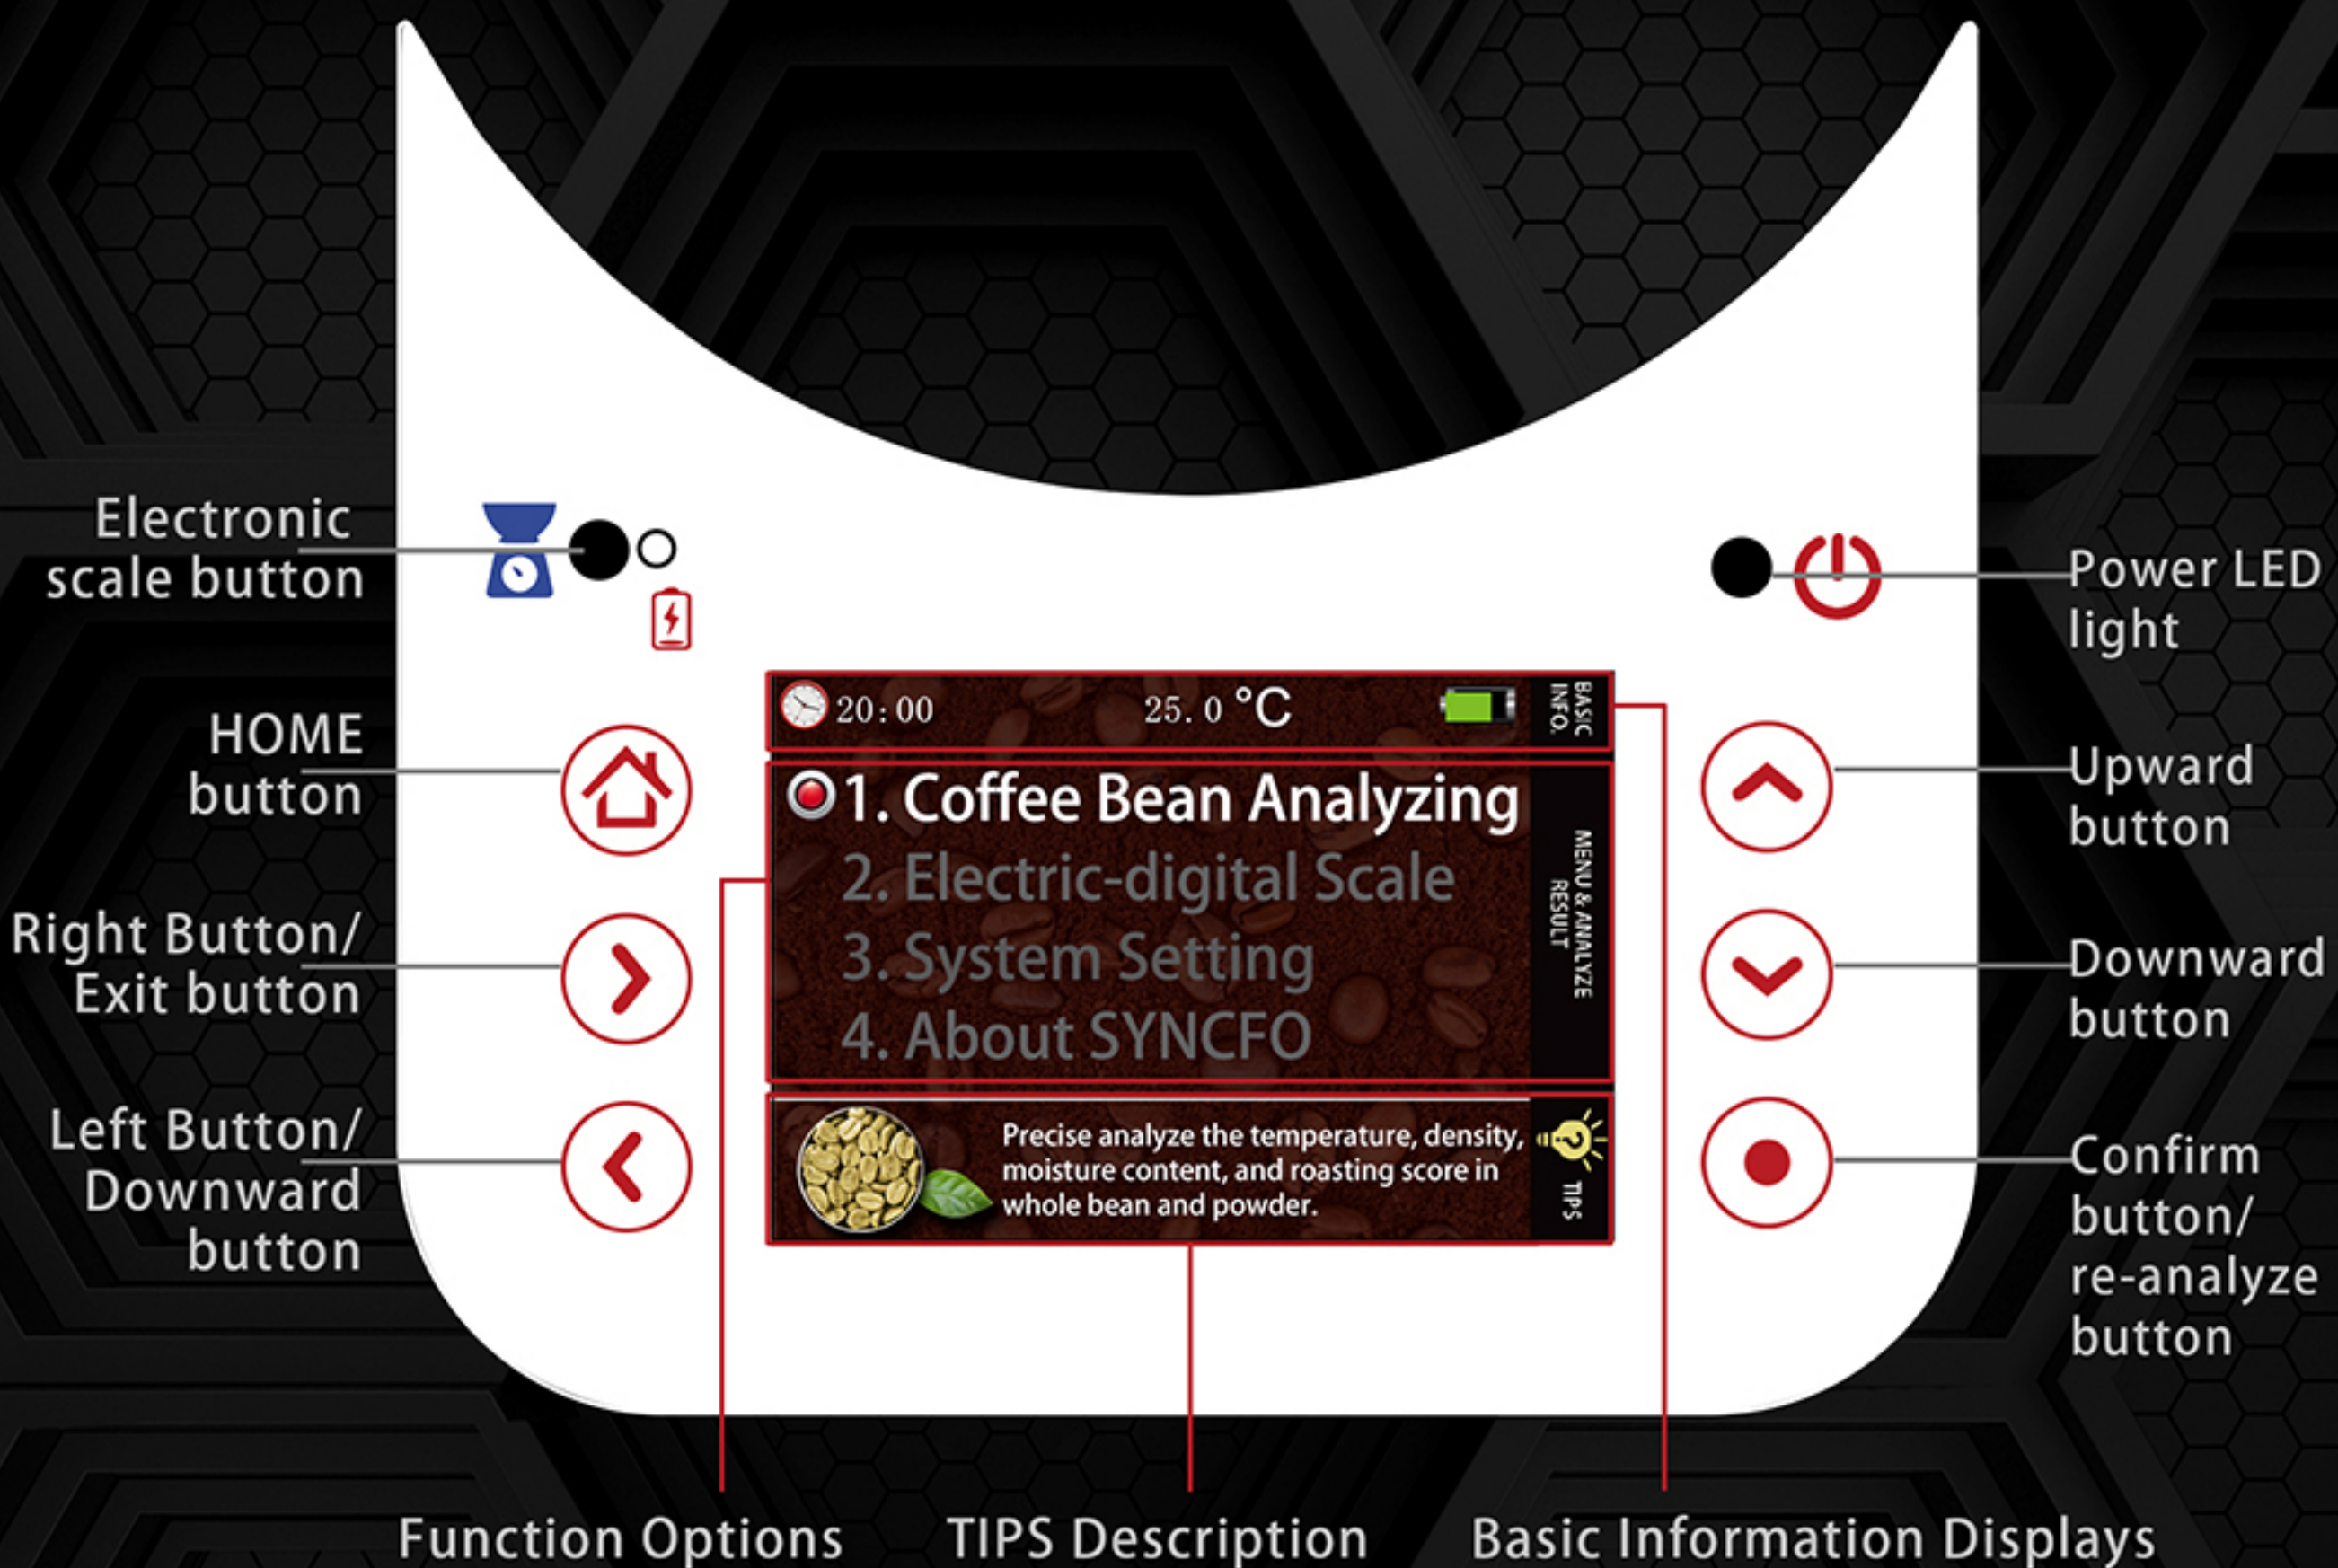 Electronic
scale button
HOME
button
Right Button/
Exit button
Left Button/
Downward
button
20:00
25.0 °C
BASIC
INFO.
1. Coffee Bean Analyzing
2. Electric-digital Scale
3. System Setting
4. About SYNCFO
MENU & ANALYZE
RESULT
Precise analyze the temperature, density,
moisture content, and roasting score in
whole bean and powder.
?
TIPS
Power LED
light
Upward
button
Downward
button
Confirm
button/
re-analyze
button
Function Options
TIPS Description
Basic Information Displays